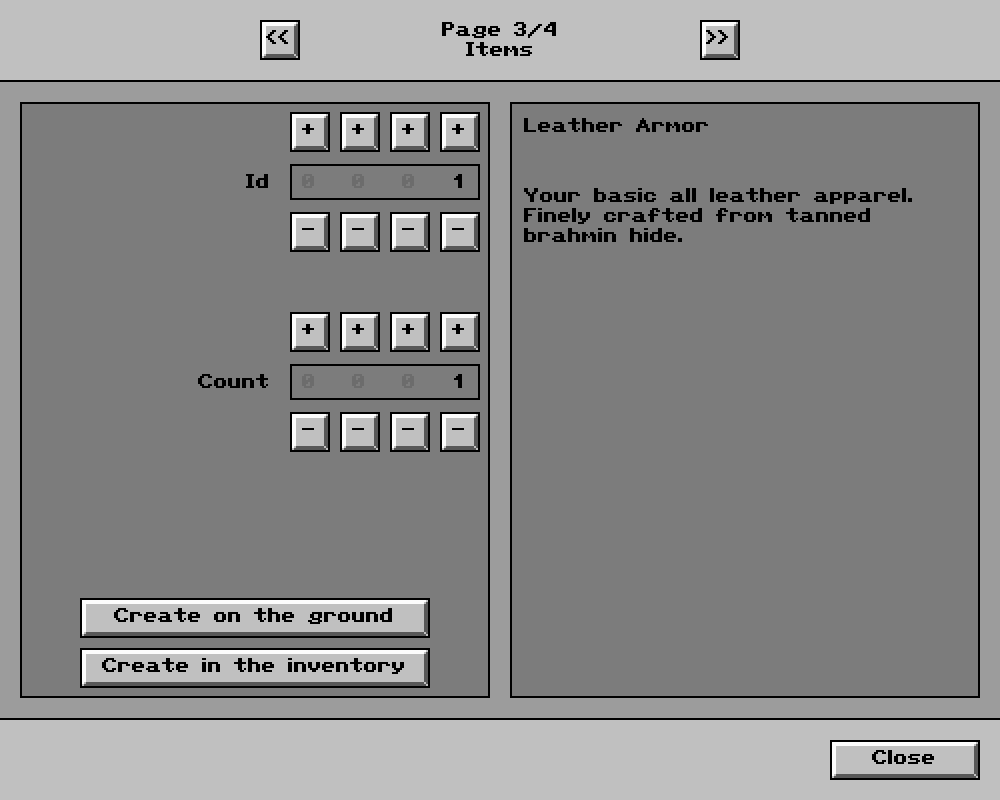 << Page 3/4 >>
Items
+ + + +
Id 0 0 0 1
- - - -
+ + + +
Count 0 0 0 1
- - - -
Create on the ground
Create in the inventory
Leather Armor
Your basic all leather apparel.
Finely crafted from tanned
brahmin hide.
Close